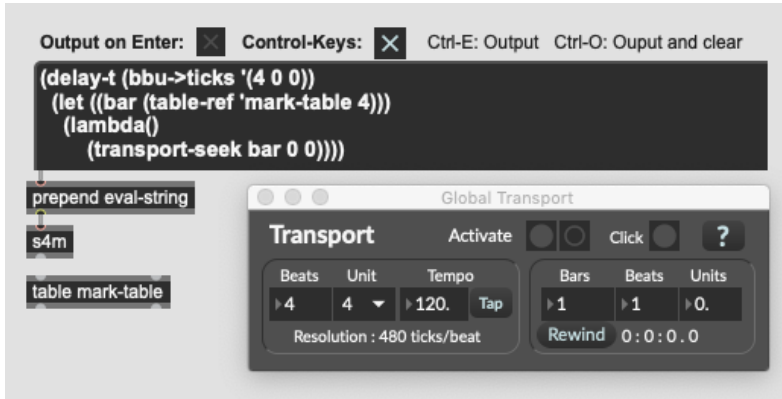 Output on Enter: Control-Keys: Ctrl-E: Output Ctrl-O: Ouput and clear
(delay-t (bbu->ticks '(4 0 0))
(let ((bar (table-ref 'mark-table 4)))
(lambda()
(transport-seek bar 0 0))))
prepend eval-string
s4m
table mark-table
Global Transport
Transport Activate Click ?
Beats Unit Tempo
4 4 120. Tap
Resolution : 480 ticks/beat
Bars Beats Units
1 1 0.
Rewind 0:0:0.0